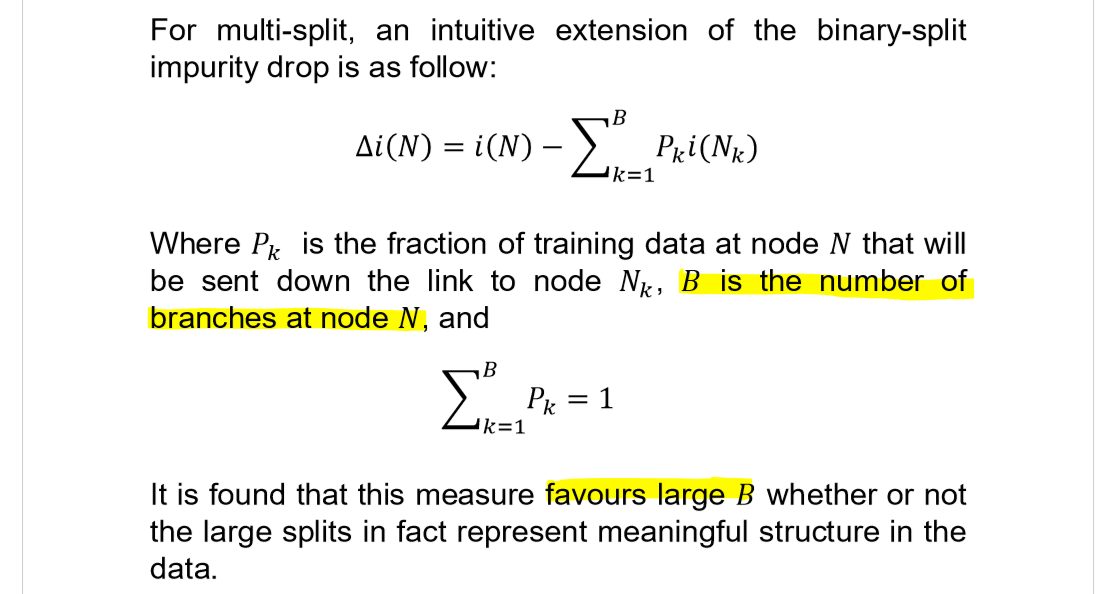 For multi-split, an intuitive extension of the binary-split
impurity drop is as follow:
Δi(N) = i(N) − ∑_{k=1}^{B} P_k i(N_k)
Where P_k is the fraction of training data at node N that will
be sent down the link to node N_k, B is the number of
branches at node N, and
∑_{k=1}^{B} P_k = 1
It is found that this measure favours large B whether or not
the large splits in fact represent meaningful structure in the
data.